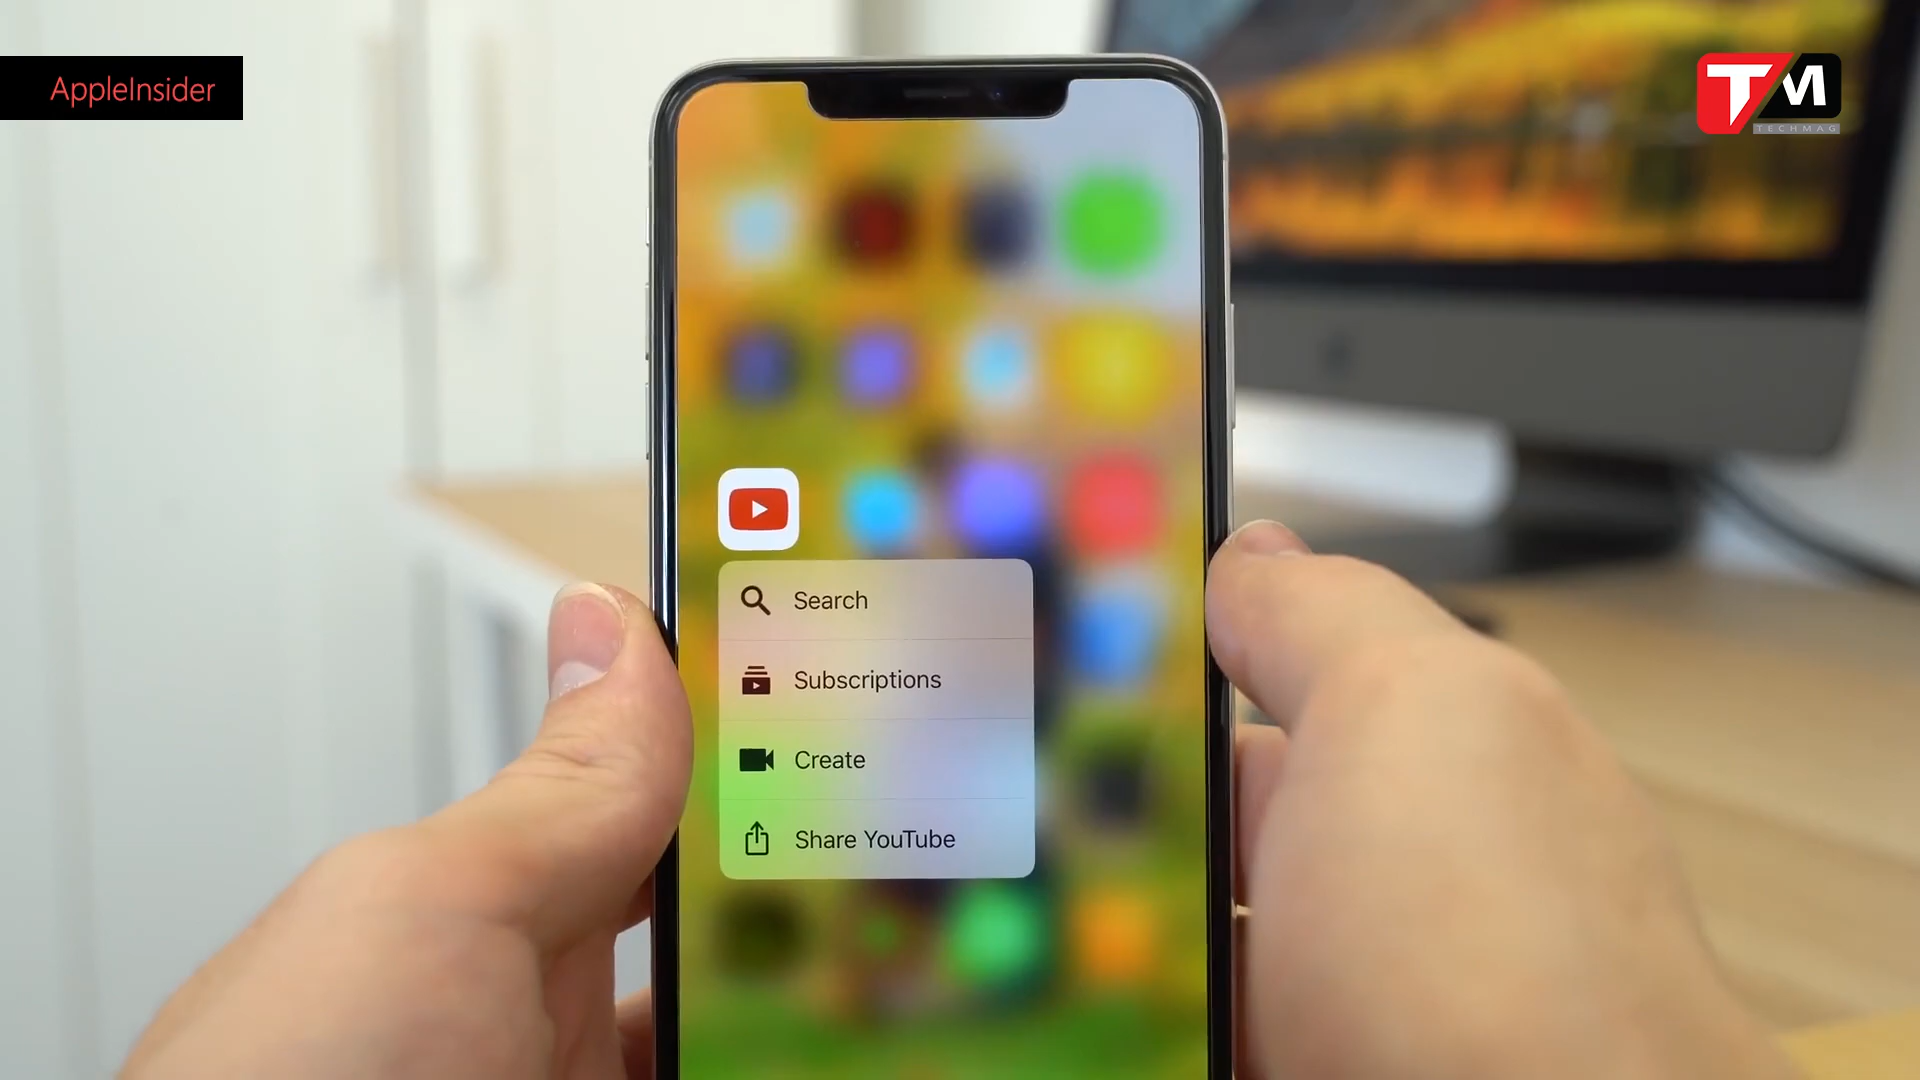 AppleInsider
TM
TECHMAG
Search
Subscriptions
Create
Share YouTube